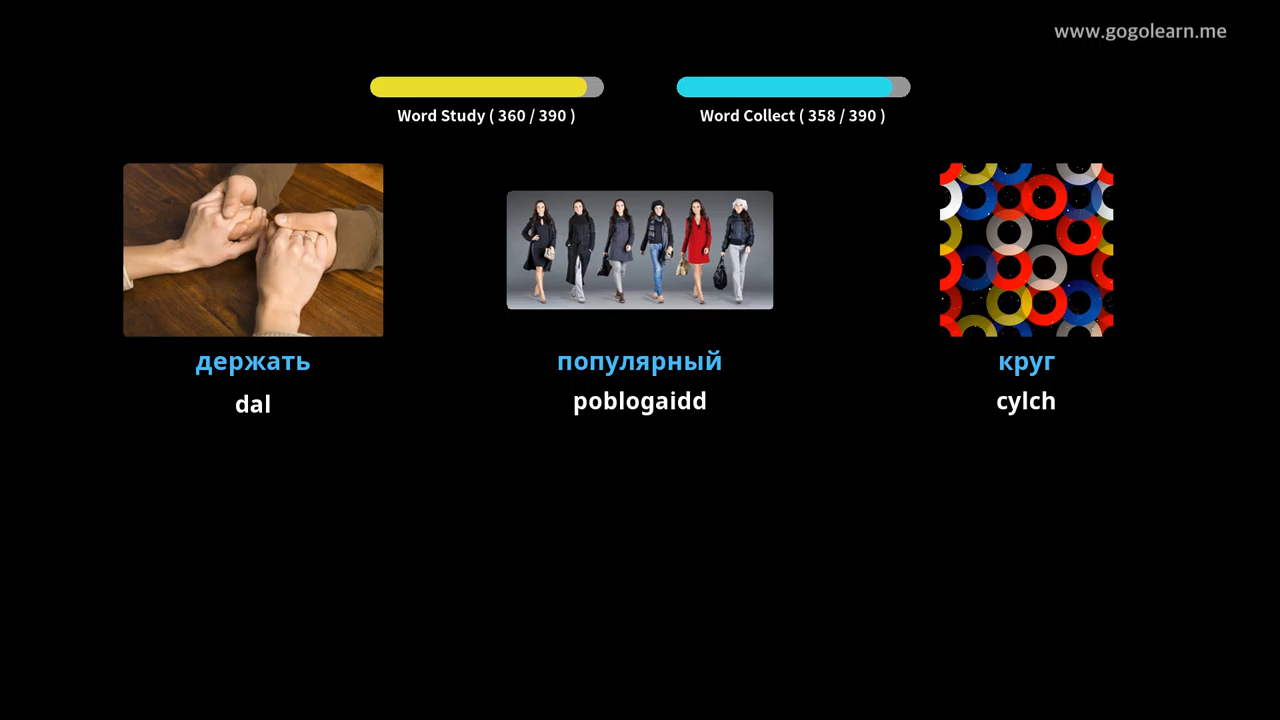 www.gogolearn.me
Word Study ( 360 / 390 )
Word Collect ( 358 / 390 )
держать
популярный
круг
dal
poblogaidd
cylch